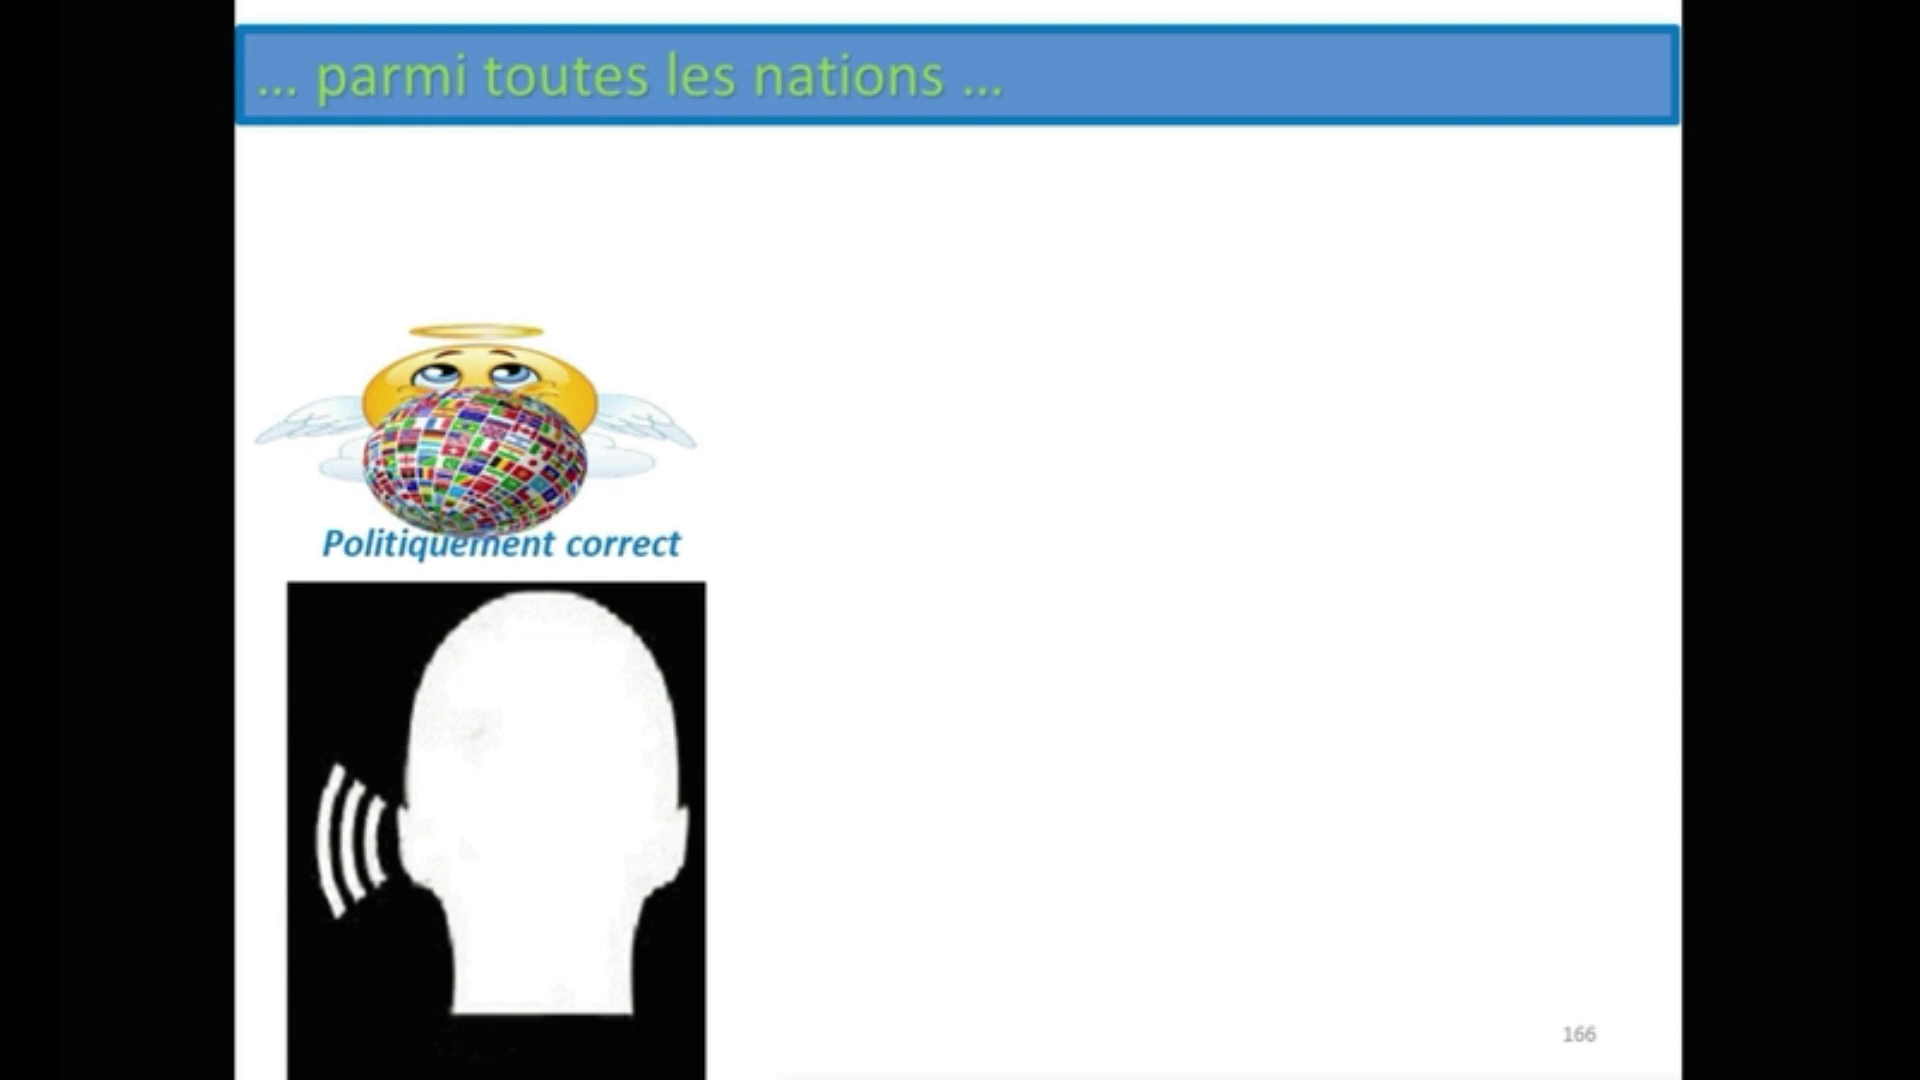 ... parmi toutes les nations ...
Politiquement correct
166